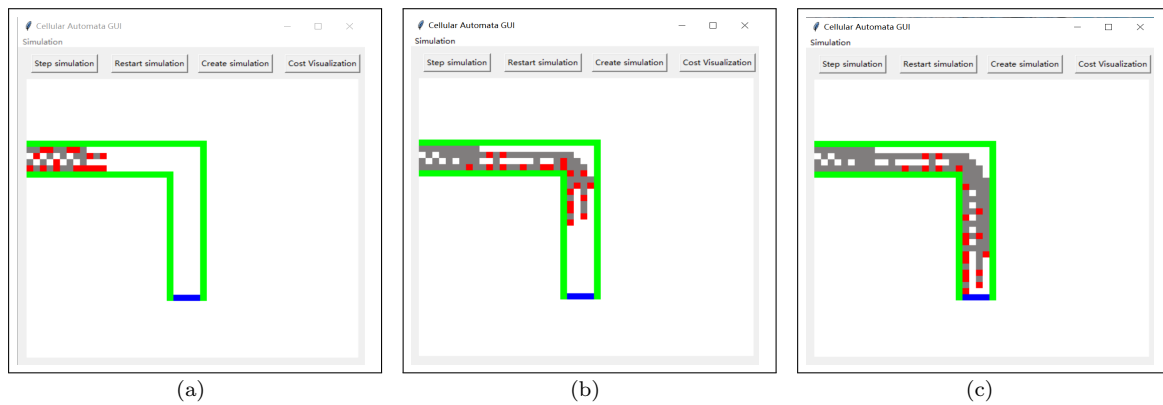 Cellular Automata GUI
Simulation
Step simulation Restart simulation Create simulation Cost Visualization
(a)
Cellular Automata GUI
Simulation
Step simulation Restart simulation Create simulation Cost Visualization
(b)
Cellular Automata GUI
Simulation
Step simulation Restart simulation Create simulation Cost Visualization
(c)